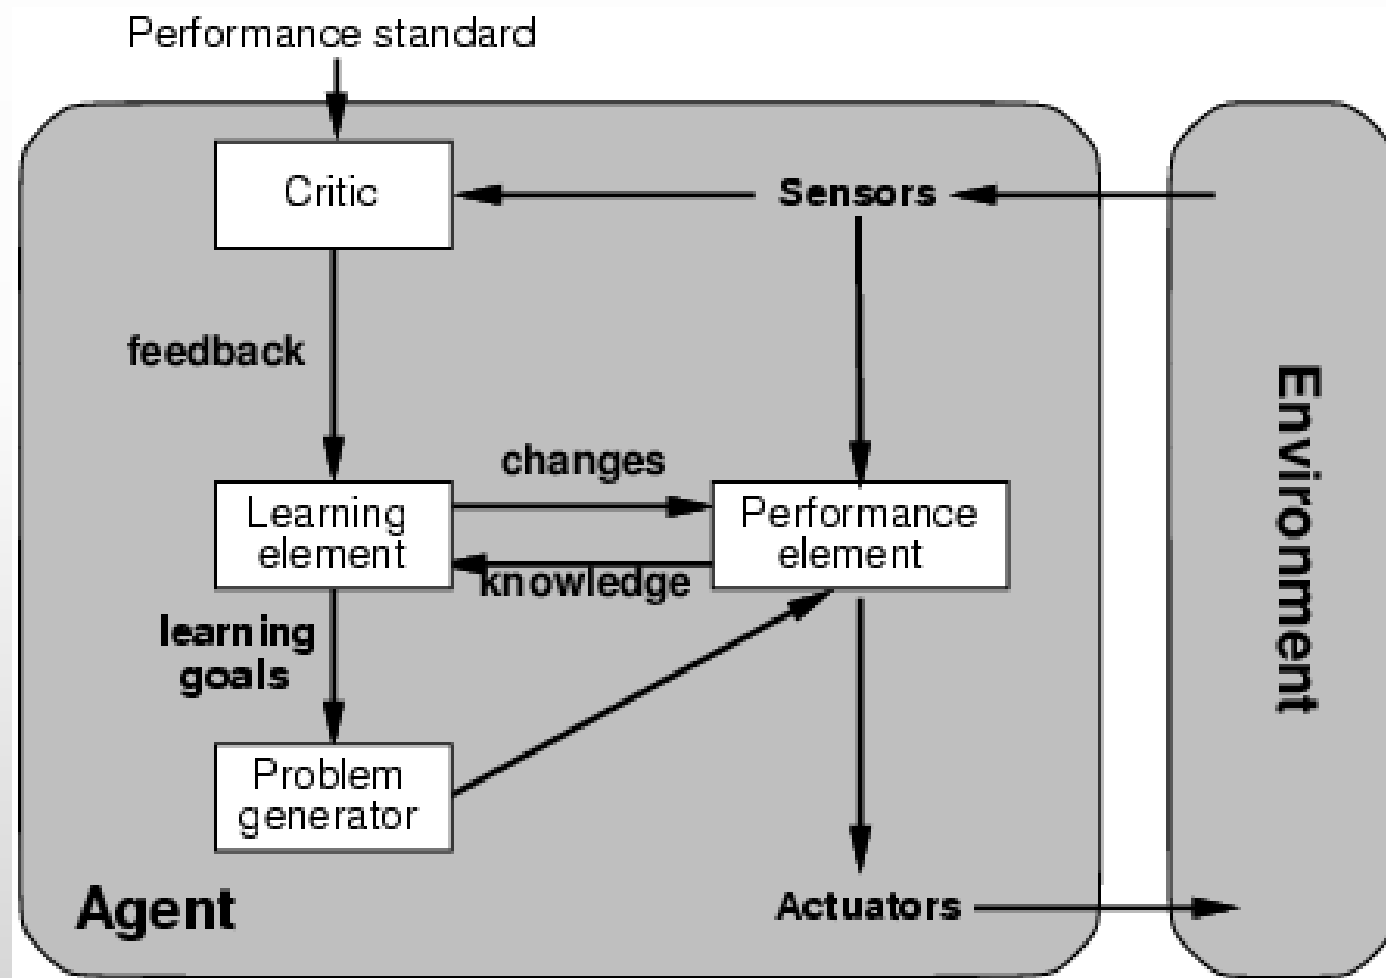 Performance standard
Critic
Sensors
feedback
changes
Learning
element
Performance
element
knowledge
learning
goals
Problem
generator
Agent
Actuators
Environment